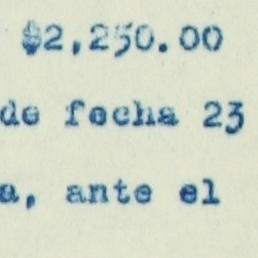 $2,250.00
de fecha 23
a, ante el